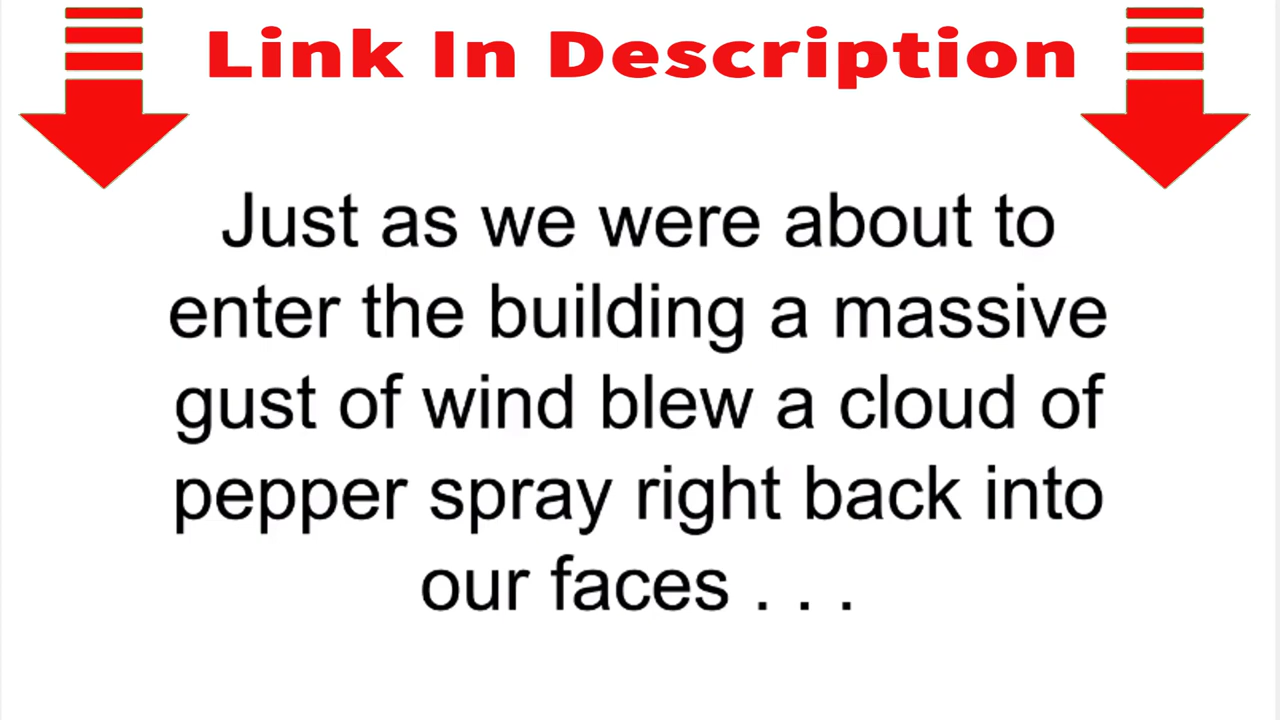 Link In Description
Just as we were about to
enter the building a massive
gust of wind blew a cloud of
pepper spray right back into
our faces . . .